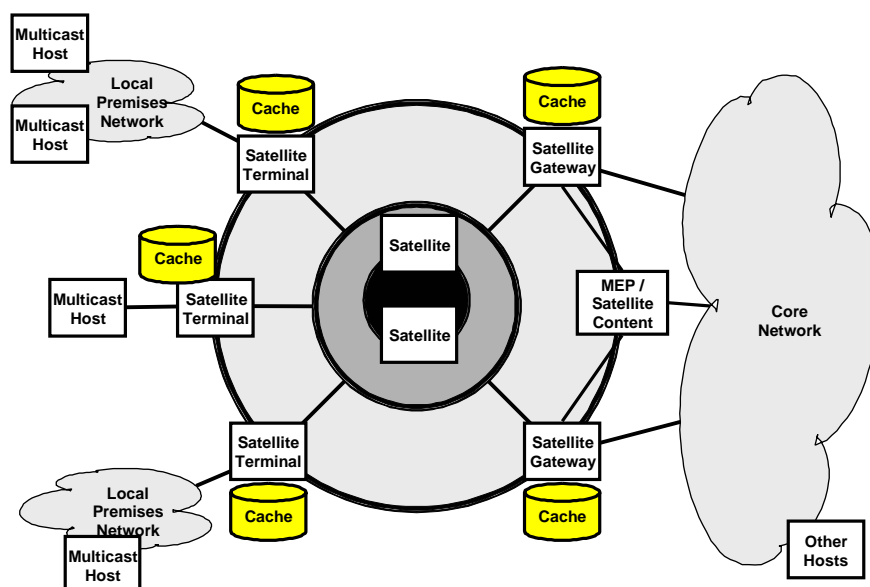 Multicast
Host
Local
Premises
Network
Multicast
Host
Cache
Satellite
Terminal
Cache
Satellite
Gateway
Cache
Multicast
Host
Satellite
Terminal
Satellite
Satellite
MEP /
Satellite
Content
Core
Network
Satellite
Terminal
Cache
Satellite
Gateway
Cache
Local
Premises
Network
Multicast
Host
Other
Hosts